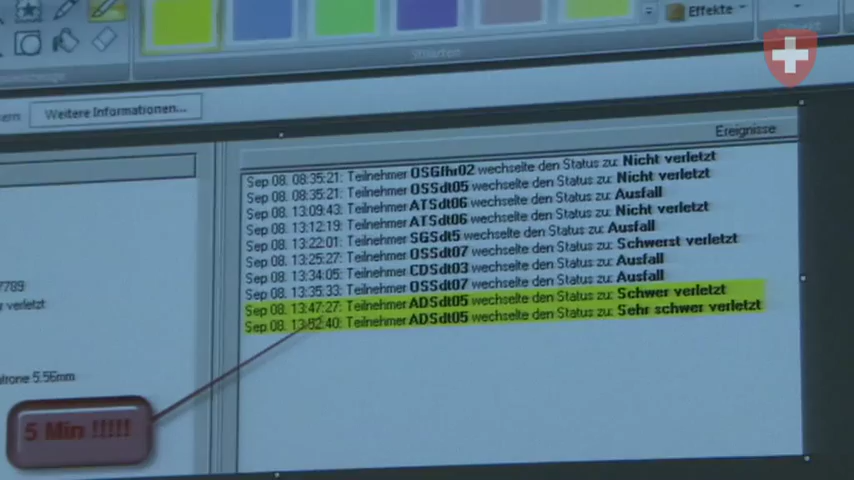 Effekte
Weitere Informationen...
Ereignisse
Sep 08. 08:35:21: Teilnehmer OSGfhr02 wechselte den Status zu: Nicht verletzt
Sep 08. 08:35:21: Teilnehmer OSSdt05 wechselte den Status zu: Nicht verletzt
Sep 08. 13:09:43: Teilnehmer ATSdt06 wechselte den Status zu: Ausfall
Sep 08. 13:12:19: Teilnehmer ATSdt06 wechselte den Status zu: Nicht verletzt
Sep 08. 13:22:01: Teilnehmer SGSdt5 wechselte den Status zu: Ausfall
Sep 08. 13:25:27: Teilnehmer OSSdt07 wechselte den Status zu: Schwerst verletzt
Sep 08. 13:34:05: Teilnehmer CDSdt03 wechselte den Status zu: Ausfall
Sep 08. 13:35:33: Teilnehmer OSSdt07 wechselte den Status zu: Ausfall
Sep 08. 13:47:27: Teilnehmer ADSdt05 wechselte den Status zu: Schwer verletzt
Sep 08. 13:52:40: Teilnehmer ADSdt05 wechselte den Status zu: Sehr schwer verletzt
7789
verletzt
5.56mm
5 Min !!!!!